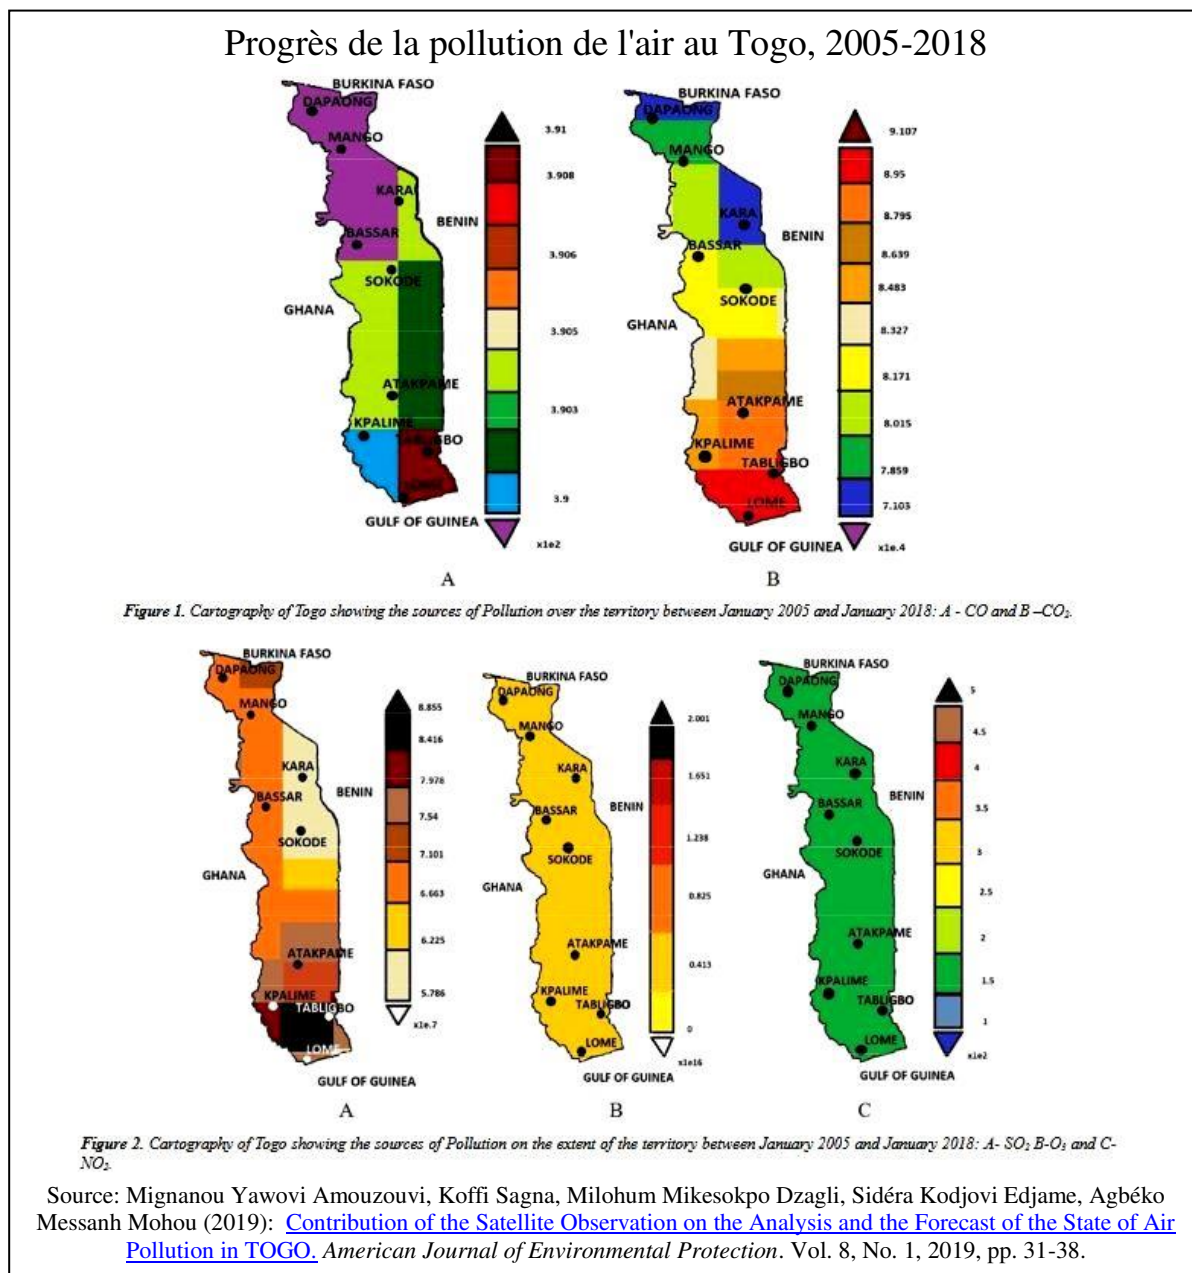 Progrès de la pollution de l'air au Togo, 2005-2018
BURKINA FASO
DAPAONG
MANGO
KARA
BENIN
BASSAR
SOKODE
GHANA
ATAKPAME
KPALIME
TABLIGBO
LOME
GULF OF GUINEA
3.91
3.908
3.906
3.905
3.903
3.9
x1e2
A
BURKINA FASO
DAPAONG
MANGO
KARA
BENIN
BASSAR
SOKODE
GHANA
ATAKPAME
KPALIME
TABLIGBO
LOME
GULF OF GUINEA
9.107
8.95
8.795
8.639
8.483
8.327
8.171
8.015
7.859
7.103
x1e.4
B
Figure 1. Cartography of Togo showing the sources of Pollution over the territory between January 2005 and January 2018: A - CO and B –CO₂.
BURKINA FASO
DAPAONG
MANGO
KARA
BENIN
BASSAR
SOKODE
GHANA
ATAKPAME
KPALIME
TABLIGBO
LOME
GULF OF GUINEA
8.855
8.416
7.978
7.54
7.101
6.663
6.225
5.786
x1e.7
A
BURKINA FASO
DAPAONG
MANGO
KARA
BENIN
BASSAR
SOKODE
GHANA
ATAKPAME
KPALIME
TABLIGBO
LOME
GULF OF GUINEA
2.001
1.651
1.238
0.825
0.413
0
x1e16
B
BURKINA FASO
DAPAONG
MANGO
KARA
BENIN
BASSAR
SOKODE
GHANA
ATAKPAME
KPALIME
TABLIGBO
LOME
GULF OF GUINEA
5
4.5
4
3.5
3
2.5
2
1.5
1
x1e2
C
Figure 2. Cartography of Togo showing the sources of Pollution on the extent of the territory between January 2005 and January 2018: A- SO₂ B-O₃ and C-
NO₂.
Source: Mignanou Yawovi Amouzouvi, Koffi Sagna, Milohum Mikesokpo Dzagli, Sidéra Kodjovi Edjame, Agbéko
Messanh Mohou (2019): Contribution of the Satellite Observation on the Analysis and the Forecast of the State of Air
Pollution in TOGO. American Journal of Environmental Protection. Vol. 8, No. 1, 2019, pp. 31-38.